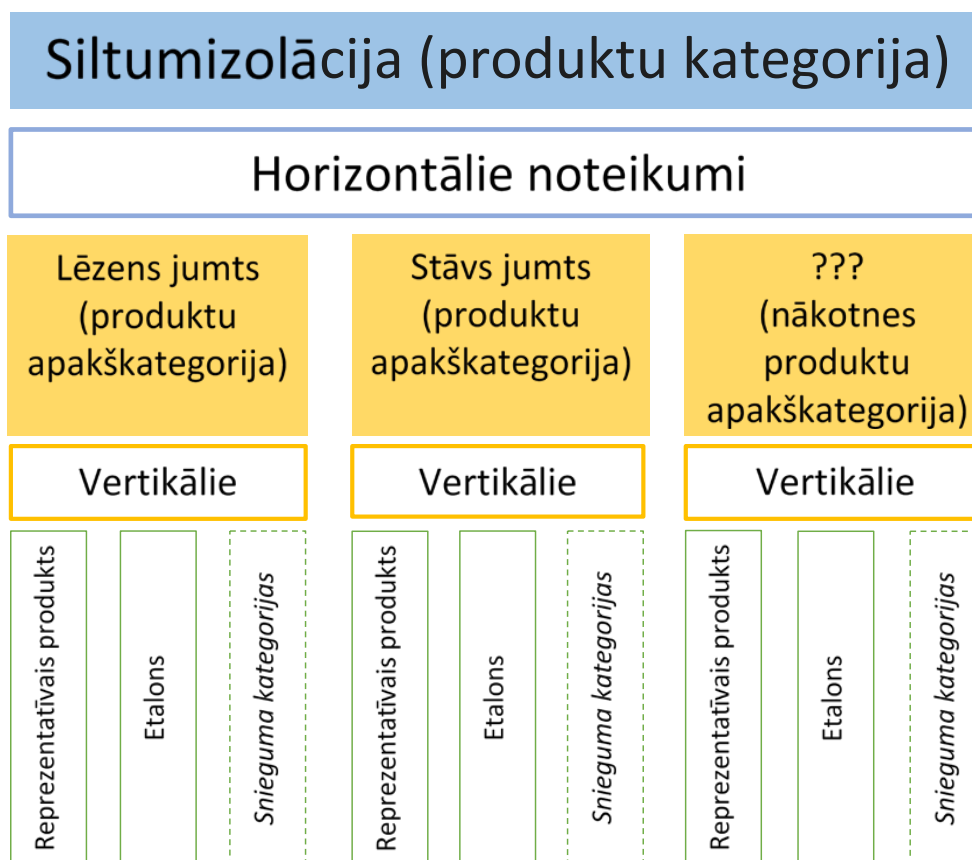 Siltumizolācija (produktu kategorija)
Horizontālie noteikumi
Lēzens jumts
(produktu
apakškategorija)
Stāvs jumts
(produktu
apakškategorija)
???
(nākotnes
produktu
apakškategorija)
Vertikālie
Vertikālie
Vertikālie
Reprezentatīvais produkts
Etalons
Snieguma kategorijas
Reprezentatīvais produkts
Etalons
Snieguma kategorijas
Reprezentatīvais produkts
Etalons
Snieguma kategorijas